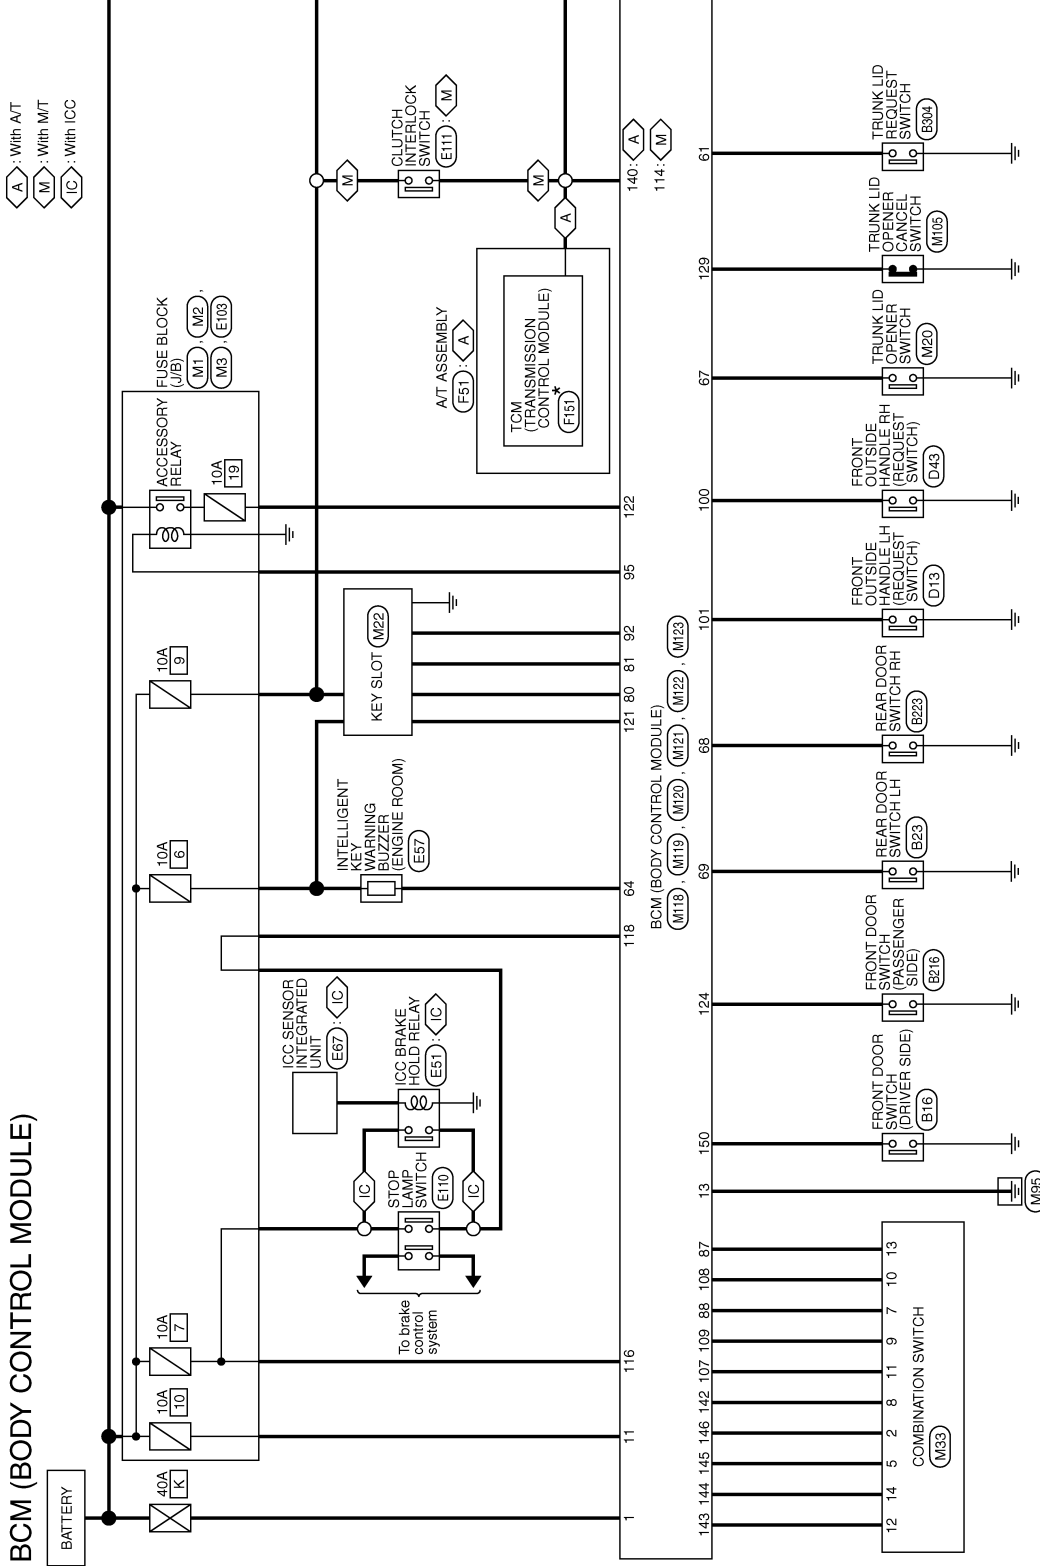 BCM (BODY CONTROL MODULE)
A : With A/T
M : With M/T
IC : With ICC
BATTERY
40A
K
10A
10
10A
7
10A
6
10A
9
ACCESSORY
RELAY
10A
19
FUSE BLOCK
(J/B)
M1 , M2 ,
M3 , E103
To brake
control
system
STOP
LAMP
SWITCH
E110
IC
IC
ICC SENSOR
INTEGRATED
UNIT
E67 : IC
ICC BRAKE
HOLD RELAY
E51 : IC
INTELLIGENT
KEY
WARNING
BUZZER
(ENGINE ROOM)
E57
KEY SLOT M22
A/T ASSEMBLY
F51 : A
TCM
(TRANSMISSION
CONTROL MODULE)
F151 *
A
M
M
CLUTCH
INTERLOCK
SWITCH
E111 : M
1
11
116
118
64
121
80
81
92
95
122
140: A
114: M
BCM (BODY CONTROL MODULE)
M118 , M119 , M120 , M121 , M122 , M123
143
144
145
146
142
107
109
88
108
87
13
150
124
69
68
101
100
67
129
61
12
14
5
2
8
11
9
7
10
13
COMBINATION SWITCH
M33
M95
FRONT DOOR
SWITCH
(DRIVER SIDE)
B16
FRONT DOOR
SWITCH
(PASSENGER
SIDE)
B216
REAR DOOR
SWITCH LH
B23
REAR DOOR
SWITCH RH
B223
FRONT
OUTSIDE
HANDLE LH
(REQUEST
SWITCH)
D13
FRONT
OUTSIDE
HANDLE RH
(REQUEST
SWITCH)
D43
TRUNK LID
OPENER
SWITCH
M20
TRUNK LID
OPENER
CANCEL
SWITCH
M105
TRUNK LID
REQUEST
SWITCH
B304